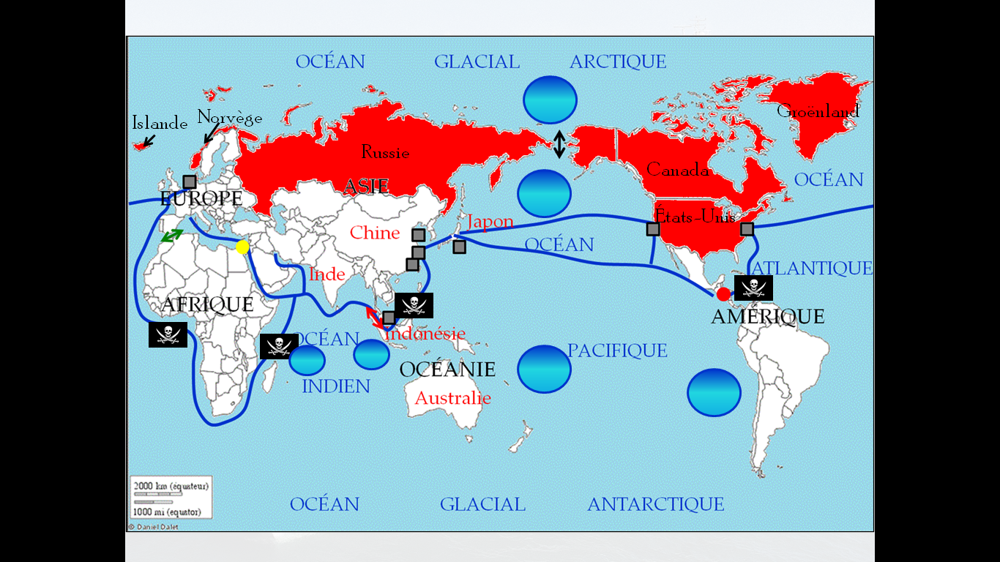 OCÉAN GLACIAL ARCTIQUE
Islande
Norvège
Groënland
Russie
Canada
OCÉAN
ASIE
EUROPE
États-Unis
Japon
Chine
OCÉAN
ATLANTIQUE
Inde
AFRIQUE
AMÉRIQUE
Indonésie
OCÉAN
PACIFIQUE
OCÉANIE
INDIEN
Australie
2000 km (équateur)
1000 mi (equator)
OCÉAN GLACIAL ANTARCTIQUE
© Daniel Dalet